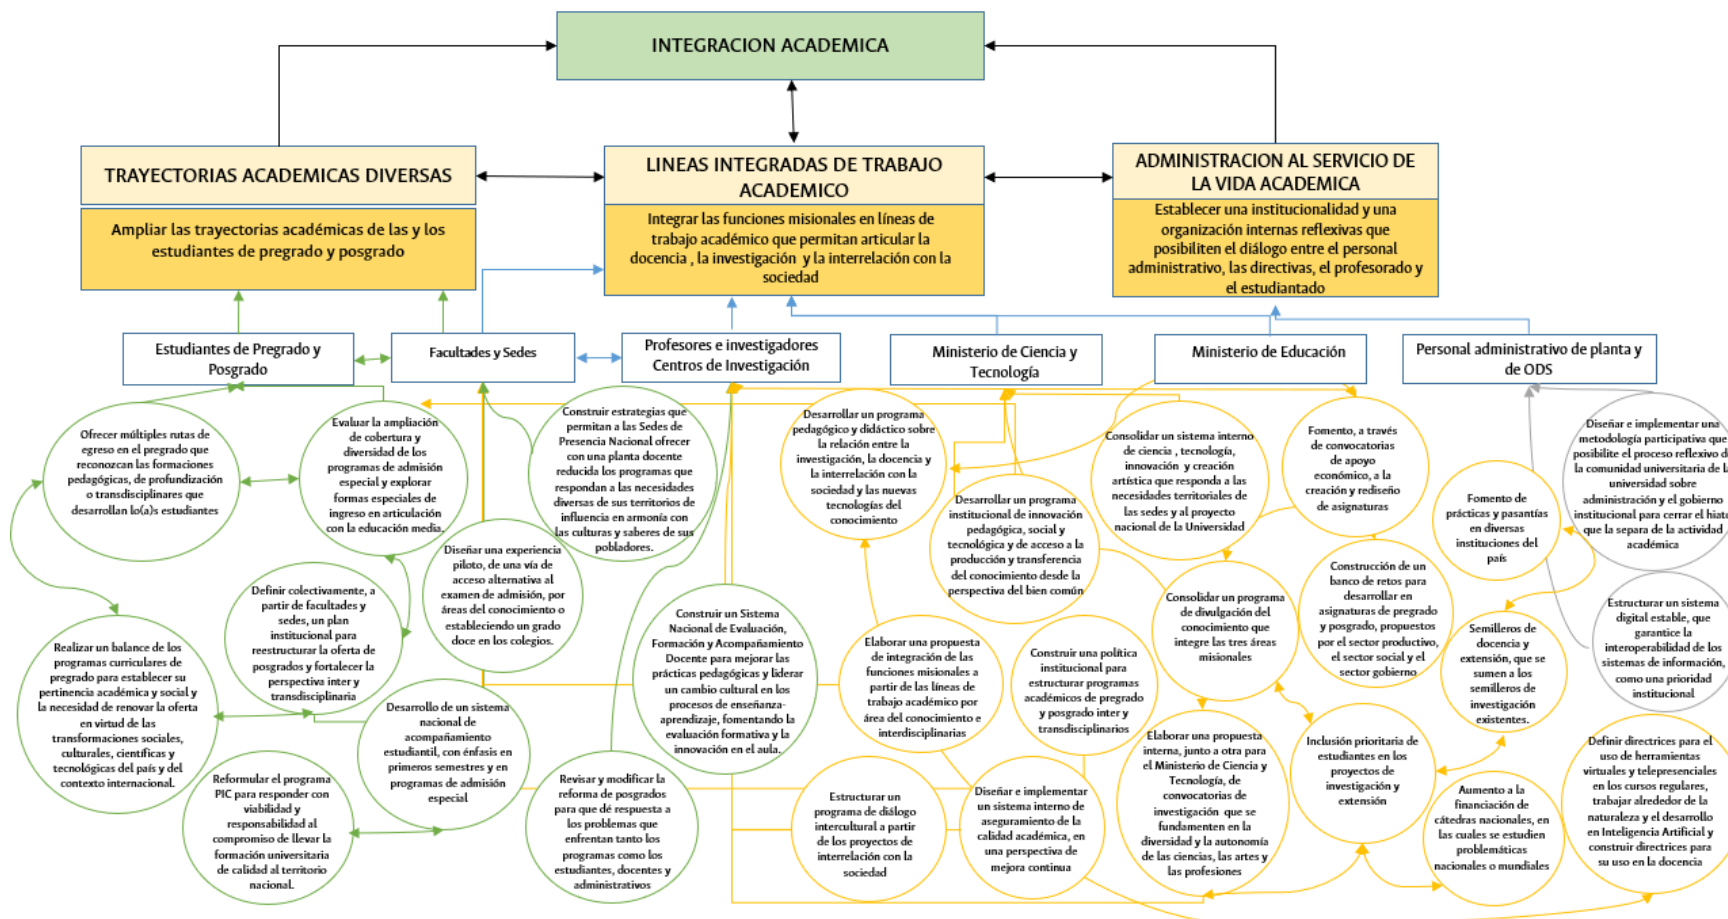 INTEGRACION ACADEMICA
TRAYECTORIAS ACADEMICAS DIVERSAS
Ampliar las trayectorias académicas de las y los
estudiantes de pregrado y posgrado
LINEAS INTEGRADAS DE TRABAJO
ACADEMICO
Integrar las funciones misionales en líneas de
trabajo académico que permitan articular la
docencia , la investigación y la interrelación con la
sociedad
ADMINISTRACION AL SERVICIO DE
LA VIDA ACADEMICA
Establecer una institucionalidad y una
organización internas reflexivas que
posibiliten el diálogo entre el personal
administrativo, las directivas, el profesorado y
el estudiantado
Estudiantes de Pregrado y
Posgrado
Facultades y Sedes
Profesores e investigadores
Centros de Investigación
Ministerio de Ciencia y
Tecnología
Ministerio de Educación
Personal administrativo de planta y
de ODS
Ofrecer múltiples rutas de
egreso en el pregrado que
reconozcan las formaciones
pedagógicas, de profundización
o transdisciplinares que
desarrollan lo(a)s estudiantes
Evaluar la ampliación
de cobertura y
diversidad de los
programas de admisión
especial y explorar
formas especiales de
ingreso en articulación
con la educación media.
Construir estrategias que
permitan a las Sedes de
Presencia Nacional ofrecer
con una planta docente
reducida los programas que
respondan a las necesidades
diversas de sus territorios de
influencia en armonía con
las culturas y saberes de sus
pobladores.
Desarrollar un programa
pedagógico y didáctico sobre
la relación entre la
investigación, la docencia y
la interrelación con la
sociedad y las nuevas
tecnologías del
conocimiento
Desarrollar un programa
institucional de innovación
pedagógica, social y
tecnológica y de acceso a la
producción y transferencia
del conocimiento desde la
perspectiva del bien común
Consolidar un sistema interno
de ciencia , tecnología,
innovación y creación
artística que responda a las
necesidades territoriales de
las sedes y al proyecto
nacional de la Universidad
Fomento, a través
de convocatorias
de apoyo
económico, a la
creación y rediseño
de asignaturas
Fomento de
prácticas y pasantías
en diversas
instituciones del
país
Diseñar e implementar una
metodología participativa que
posibilite el proceso reflexivo de
la comunidad universitaria de la
universidad sobre
administración y el gobierno
institucional para cerrar el hiato
que la separa de la actividad
académica
Diseñar una experiencia
piloto, de una vía de
acceso alternativa al
examen de admisión, por
áreas del conocimiento o
estableciendo un grado
doce en los colegios.
Definir colectivamente, a
partir de facultades y
sedes, un plan
institucional para
reestructurar la oferta de
posgrados y fortalecer la
perspectiva inter y
transdisciplinaria
Realizar un balance de los
programas curriculares de
pregrado para establecer su
pertinencia académica y social y
la necesidad de renovar la oferta
en virtud de las
transformaciones sociales,
culturales, científicas y
tecnológicas del país y del
contexto internacional.
Construir un Sistema
Nacional de Evaluación,
Formación y Acompañamiento
Docente para mejorar las
prácticas pedagógicas y liderar
un cambio cultural en los
procesos de enseñanza-
aprendizaje, fomentando la
evaluación formativa y la
innovación en el aula.
Elaborar una propuesta
de integración de las
funciones misionales a
partir de las líneas de
trabajo académico por
área del conocimiento e
interdisciplinarias
Construir una política
institucional para
estructurar programas
académicos de pregrado
y posgrado inter y
transdisciplinarios
Consolidar un programa
de divulgación del
conocimiento que
integre las tres áreas
misionales
Construcción de un
banco de retos para
desarrollar en
asignaturas de pregrado
y posgrado, propuestos
por el sector productivo,
el sector social y el
sector gobierno
Semilleros de
docencia y
extensión, que se
sumen a los
semilleros de
investigación
existentes.
Estructurar un sistema
digital estable, que
garantice la
interoperabilidad de los
sistemas de información,
como una prioridad
institucional
Desarrollo de un sistema
nacional de
acompañamiento
estudiantil, con énfasis en
primeros semestres y en
programas de admisión
especial
Reformular el programa
PIC para responder con
viabilidad y
responsabilidad al
compromiso de llevar la
formación universitaria
de calidad al territorio
nacional.
Revisar y modificar la
reforma de posgrados
para que dé respuesta a
los problemas que
enfrentan tanto los
programas como los
estudiantes, docentes y
administrativos
Estructurar un
programa de diálogo
intercultural a partir
de los proyectos de
interrelación con la
sociedad
Diseñar e implementar
un sistema interno de
aseguramiento de la
calidad académica, en
una perspectiva de
mejora continua
Elaborar una propuesta
interna, junto a otra para
el Ministerio de Ciencia y
Tecnología, de
convocatorias de
investigación que se
fundamenten en la
diversidad y la autonomía
de las ciencias, las artes y
las profesiones
Inclusión prioritaria de
estudiantes en los
proyectos de
investigación y
extensión
Aumento a la
financiación de
cátedras nacionales, en
las cuales se estudien
problemáticas
nacionales o mundiales
Definir directrices para el
uso de herramientas
virtuales y telepresenciales
en los cursos regulares,
trabajar alrededor de la
naturaleza y el desarrollo
en Inteligencia Artificial y
construir directrices para
su uso en la docencia